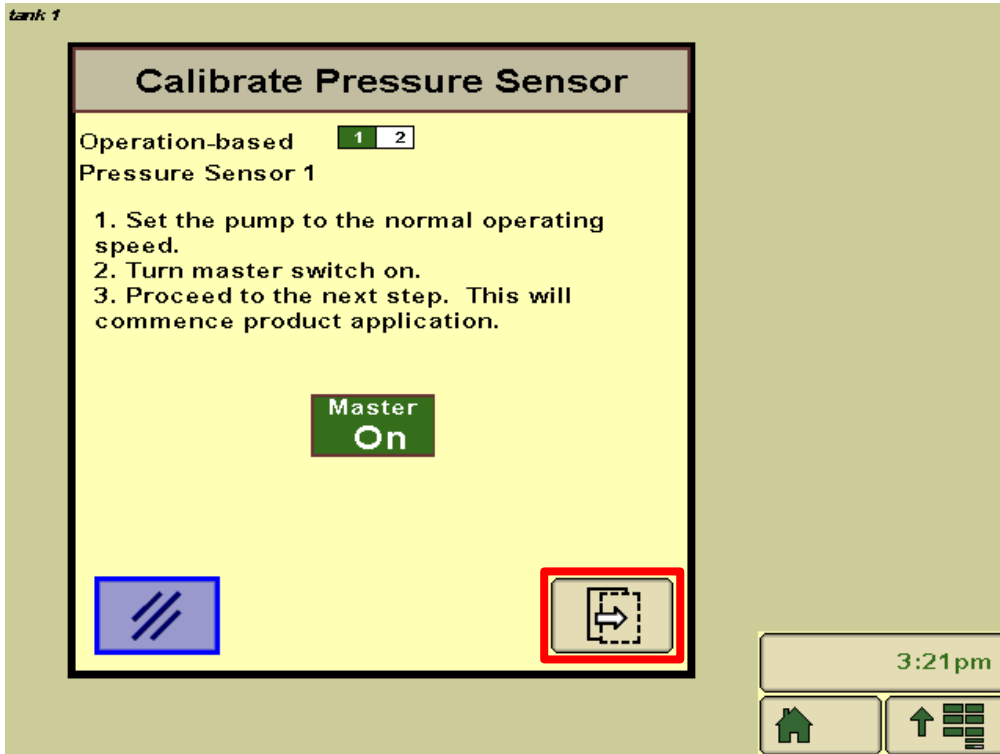 tank 1
Calibrate Pressure Sensor
Operation-based 1 2
Pressure Sensor 1
1. Set the pump to the normal operating
speed.
2. Turn master switch on.
3. Proceed to the next step. This will
commence product application.
Master
On
3:21pm